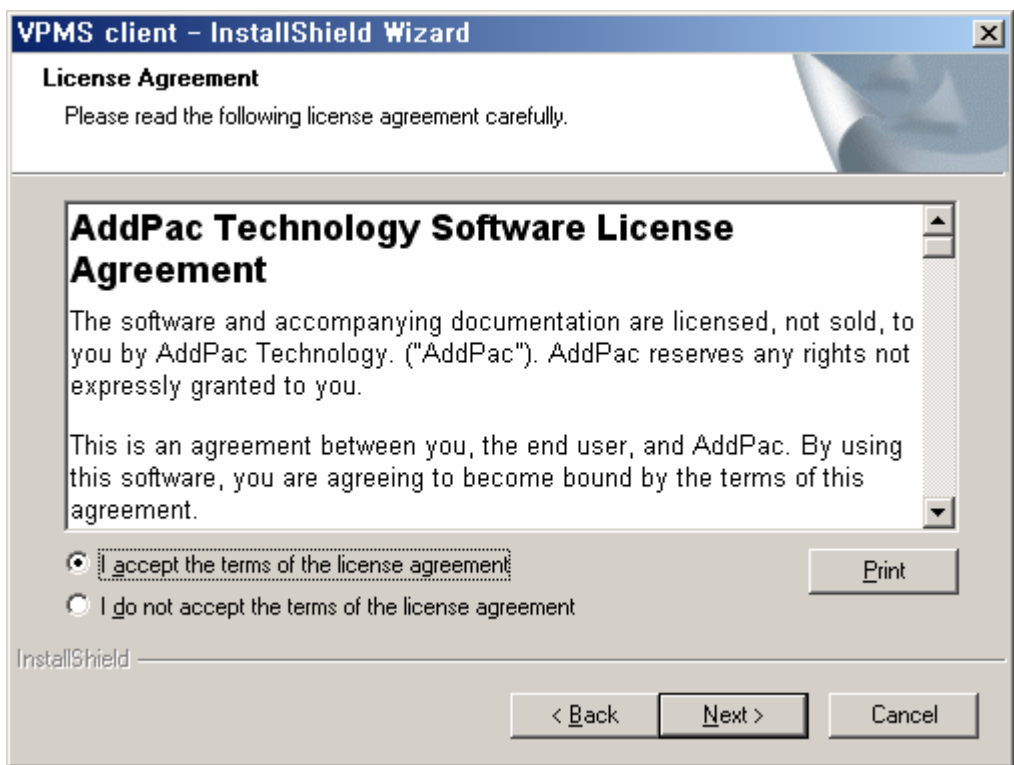 VPMS client - InstallShield Wizard
License Agreement
Please read the following license agreement carefully.
AddPac Technology Software License
Agreement
The software and accompanying documentation are licensed, not sold, to
you by AddPac Technology. ("AddPac"). AddPac reserves any rights not
expressly granted to you.
This is an agreement between you, the end user, and AddPac. By using
this software, you are agreeing to become bound by the terms of this
agreement.
I accept the terms of the license agreement
Print
I do not accept the terms of the license agreement
InstallShield
< Back
Next >
Cancel